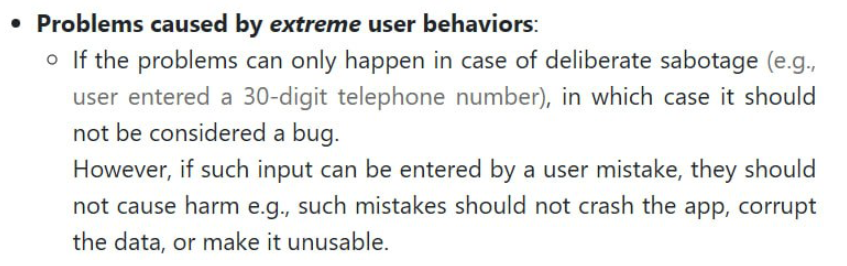 • Problems caused by extreme user behaviors:
○ If the problems can only happen in case of deliberate sabotage (e.g.,
user entered a 30-digit telephone number), in which case it should
not be considered a bug.
However, if such input can be entered by a user mistake, they should
not cause harm e.g., such mistakes should not crash the app, corrupt
the data, or make it unusable.